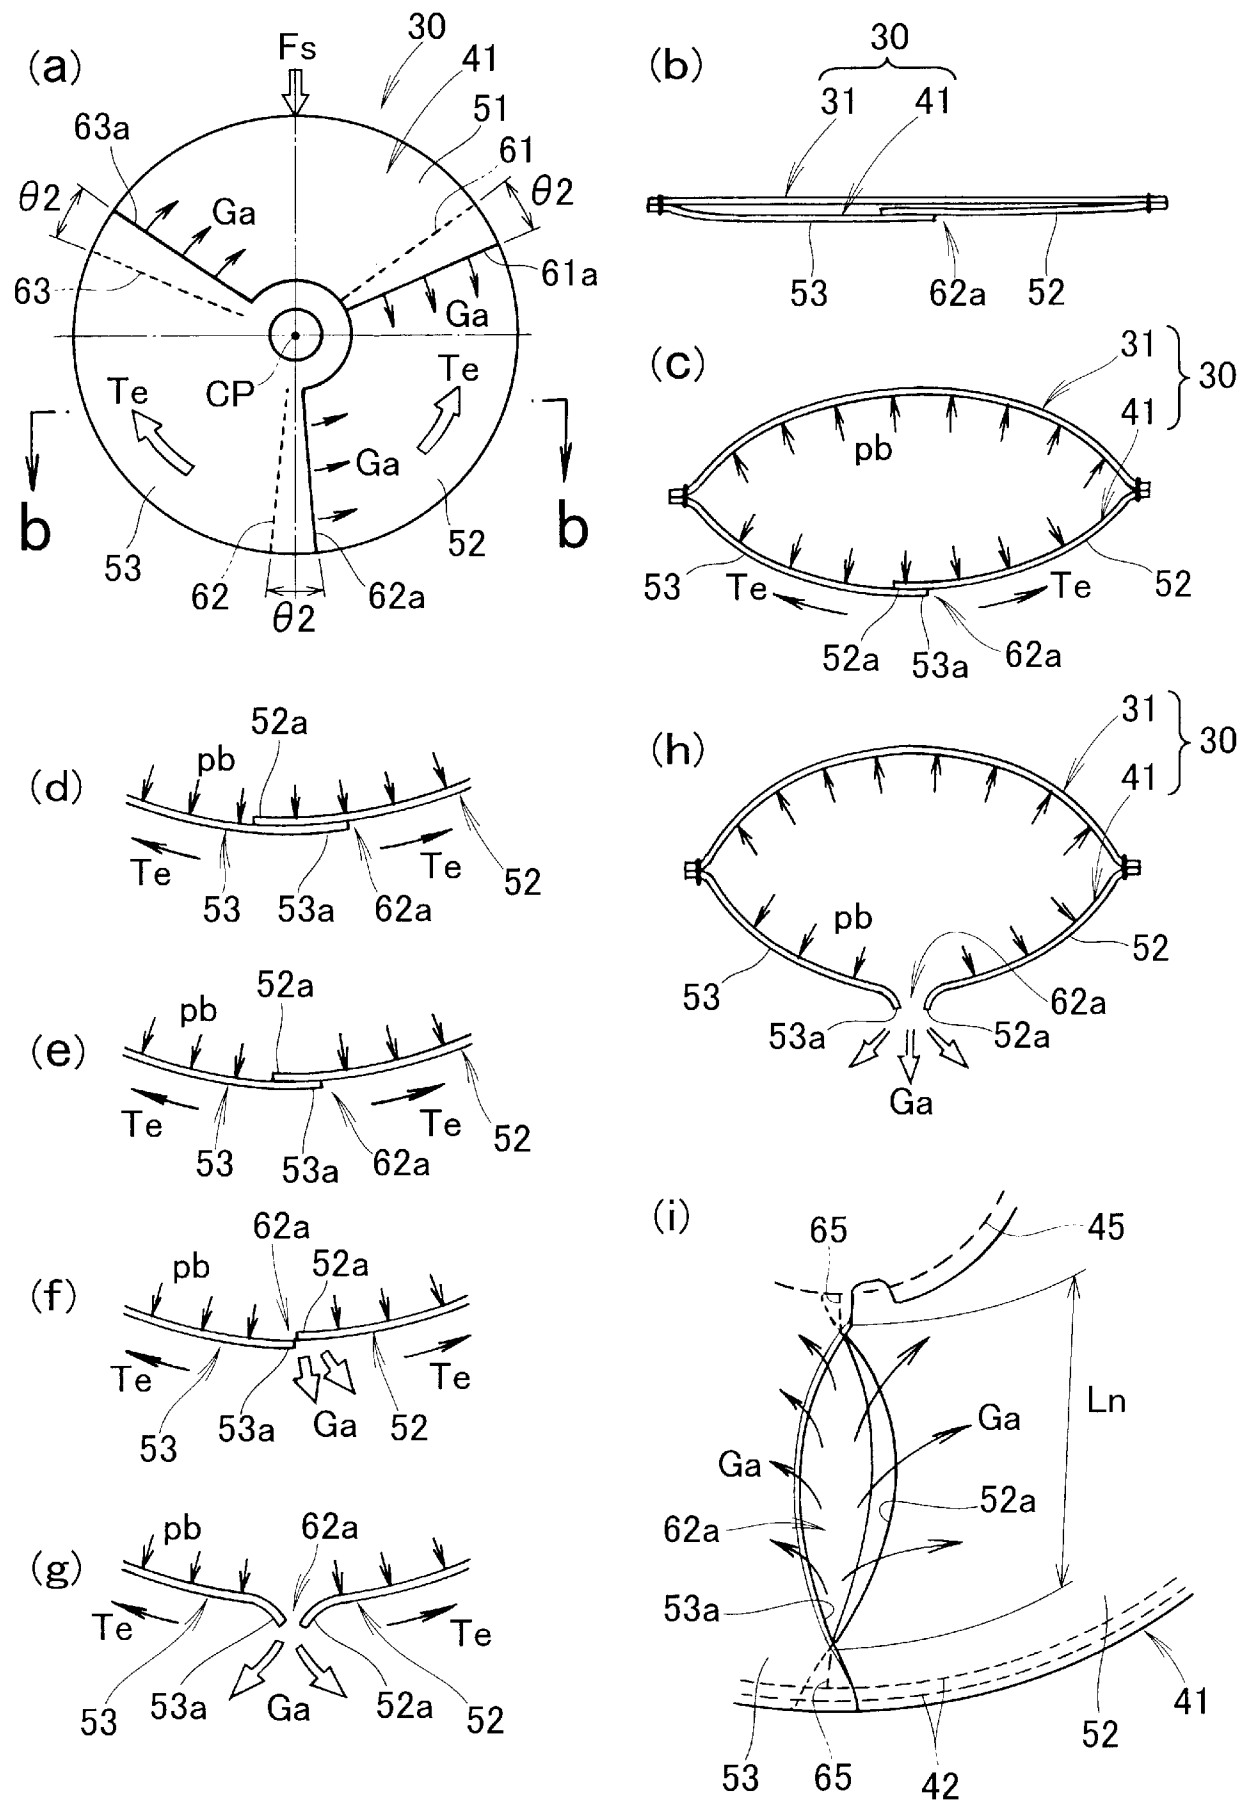 (a)
Fs
30
41
51
61
63a
θ2
Ga
θ2
61a
63
Ga
Te
CP
Te
Ga
b
b
53
62
θ2
62a
52
(b)
30
31
41
53
62a
52
(c)
31
30
41
pb
53
Te
Te
52
52a
53a
62a
(d)
52a
pb
Te
Te
53
53a
62a
52
(e)
52a
pb
Te
Te
53
53a
62a
52
(f)
62a
52a
pb
Te
Te
53
53a
Ga
52
(g)
pb
62a
Te
Te
53
53a
Ga
52a
52
(h)
31
30
41
pb
52
53
62a
53a
52a
Ga
(i)
65
45
Ln
Ga
Ga
52a
62a
53a
52
41
53
65
42
52